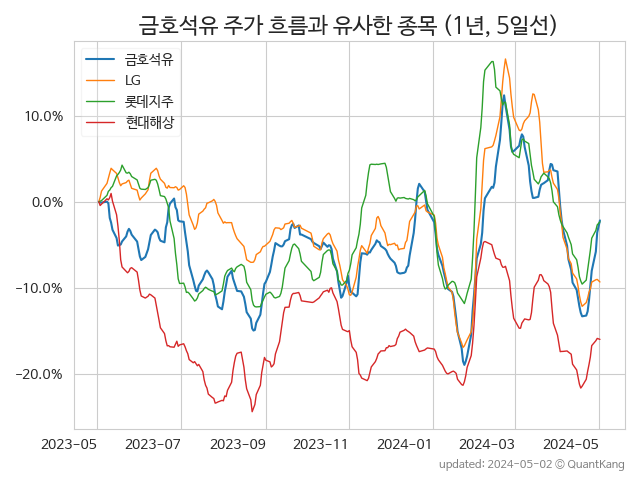 금호석유 주가 흐름과 유사한 종목 (1년, 5일선)
금호석유
LG
롯데지주
현대해상
10.0%
0.0%
−10.0%
−20.0%
2023-05 2023-07 2023-09 2023-11 2024-01 2024-03 2024-05
updated: 2024-05-02 © QuantKang